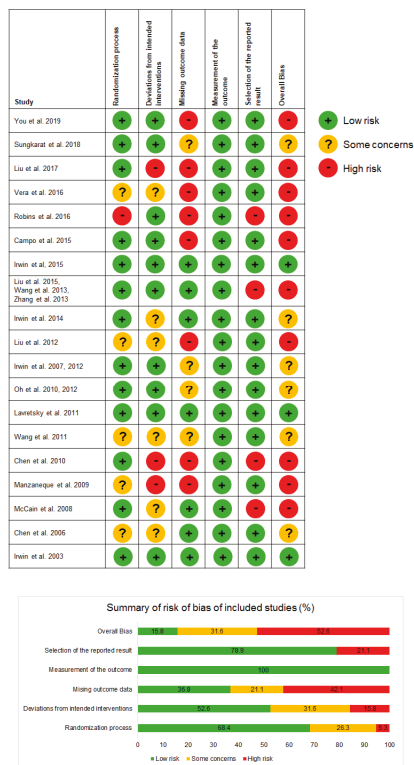 Study
Randomization process
Deviations from intended
interventions
Missing outcome data
Measurement of the
outcome
Selection of the reported
result
Overall Bias
You et al. 2019 + + - + + -
Sungkarat et al. 2018 + + ? + + ?
Liu et al. 2017 + - - + + -
Vera et al. 2016 ? ? - + + -
Robins et al. 2016 - + - + - -
Campo et al. 2015 + + - + + -
Irwin et al, 2015 + + + + + +
Liu et al. 2015,
Wang et al. 2013,
Zhang et al. 2013
+ + + + - -
Irwin et al. 2014 + ? + + + ?
Liu et al. 2012 ? ? - + + -
Irwin et al. 2007, 2012 + + ? + + ?
Oh et al. 2010, 2012 + + ? + + ?
Lavretsky et al. 2011 + + + + + +
Wang et al. 2011 ? ? ? + + ?
Chen et al. 2010 + - - + - -
Manzaneque et al. 2009 ? - - + + -
McCain et al. 2008 + ? + + - -
Chen et al. 2006 ? ? + + + ?
Irwin et al. 2003 + + + + + +
+ Low risk
? Some concerns
- High risk
Summary of risk of bias of included studies (%)
Overall Bias 15.8 31.6 52.6
Selection of the reported result 78.9 21.1
Measurement of the outcome 100
Mising outcome data 36.8 21.1 42.1
Deviations from intended interventions 52.6 31.6 15.8
Randomization process 68.4 26.3 5.3
0 10 20 30 40 50 60 70 80 90 100
Low risk Some concerns High risk